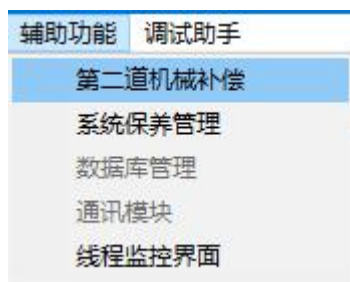 辅助功能 调试助手
第二道机械补偿
系统保养管理
数据库管理
通讯模块
线程监控界面